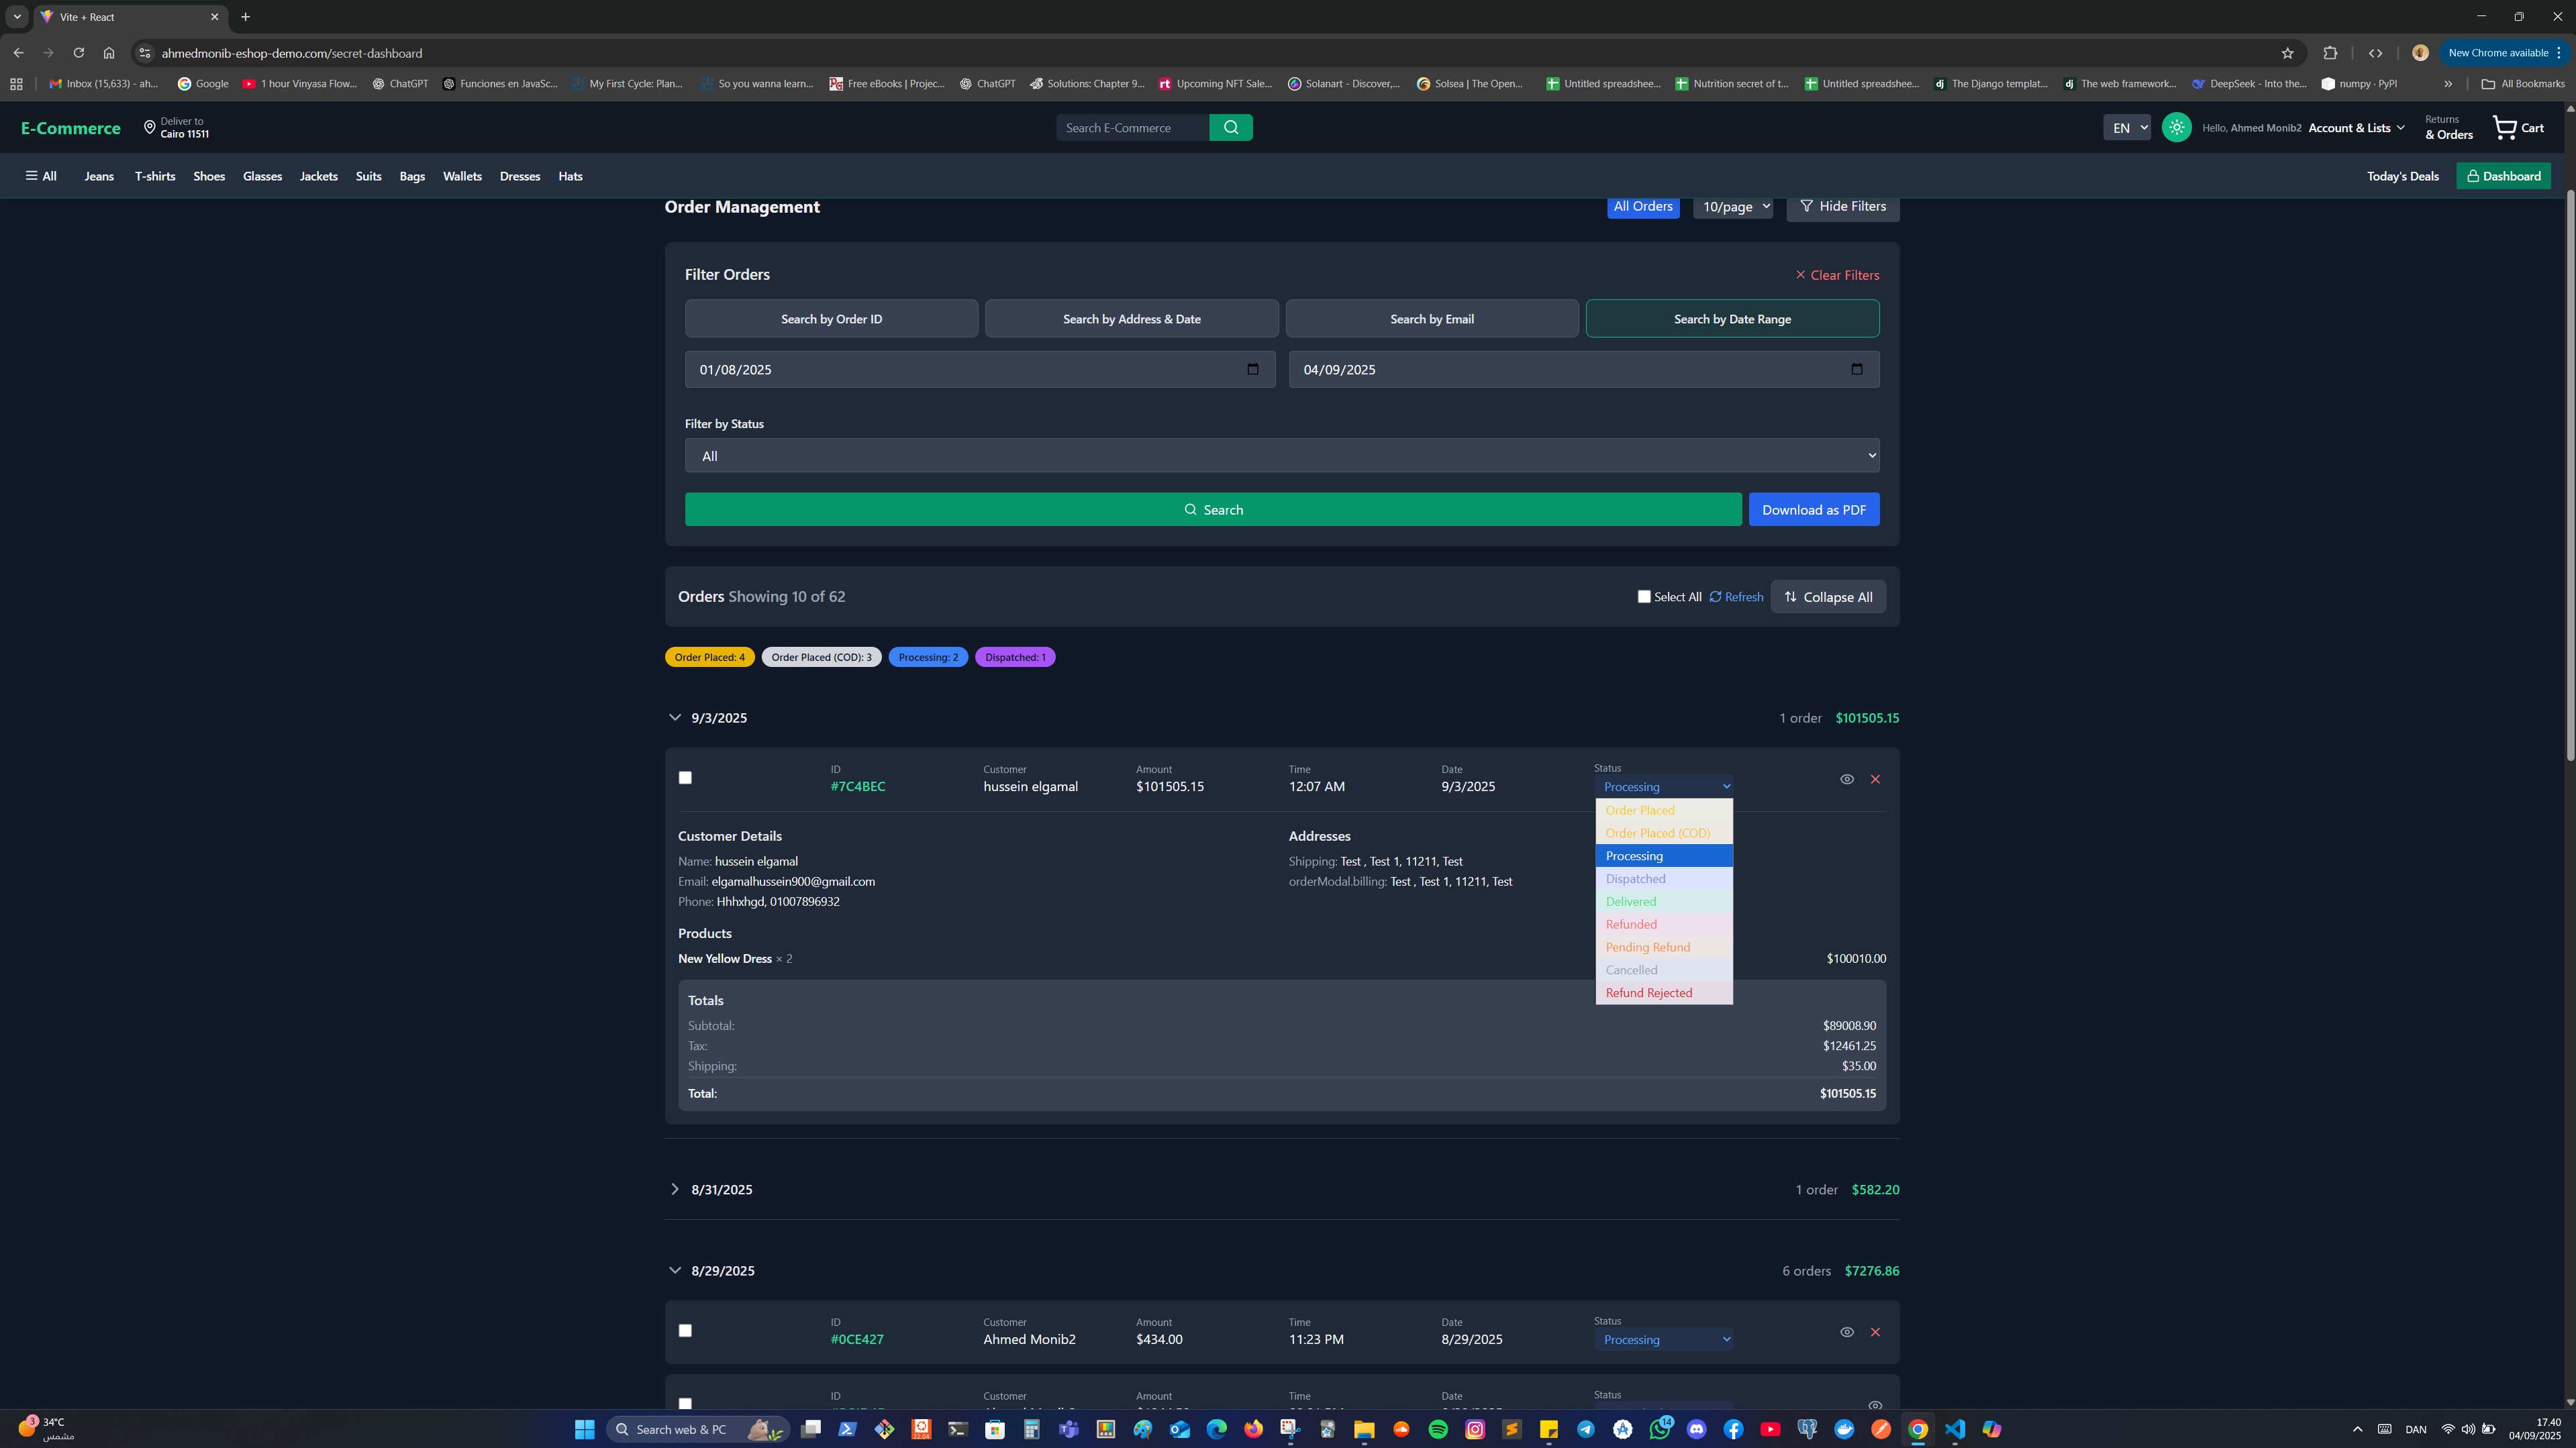 Vite + React
ahmedmonib-eshop-demo.com/secret-dashboard
New Chrome available
Inbox (15,633) - ah...
Google
1 hour Vinyasa Flow...
ChatGPT
Funciones en JavaSc...
My First Cycle: Plan...
So you wanna learn...
Free eBooks | Projec...
ChatGPT
Solutions: Chapter 9...
Upcoming NFT Sale...
Solanart - Discover,...
Solsea | The Open...
Untitled spreadshee...
Nutrition secret of t...
Untitled spreadshee...
The Django templat...
The web framework...
DeepSeek - Into the...
numpy · PyPI
All Bookmarks
E-Commerce
Deliver to
Cairo 11511
Search E-Commerce
EN
Hello, Ahmed Monib2
Account & Lists
Returns
& Orders
Cart
All
Jeans
T-shirts
Shoes
Glasses
Jackets
Suits
Bags
Wallets
Dresses
Hats
Today's Deals
Dashboard
Order Management
All Orders
10/page
Hide Filters
Filter Orders
Clear Filters
Search by Order ID
Search by Address & Date
Search by Email
Search by Date Range
01/08/2025
04/09/2025
Filter by Status
All
Search
Download as PDF
Orders Showing 10 of 62
Select All
Refresh
Collapse All
Order Placed: 4
Order Placed (COD): 3
Processing: 2
Dispatched: 1
9/3/2025
1 order $101505.15
ID
#7C4BEC
Customer
hussein elgamal
Amount
$101505.15
Time
12:07 AM
Date
9/3/2025
Status
Processing
Order Placed
Order Placed (COD)
Processing
Dispatched
Delivered
Refunded
Pending Refund
Cancelled
Refund Rejected
Customer Details
Name: hussein elgamal
Email: elgamalhussein900@gmail.com
Phone: Hhhxhgd, 01007896932
Addresses
Shipping: Test , Test 1, 11211, Test
orderModal.billing: Test , Test 1, 11211, Test
Products
New Yellow Dress × 2
$100010.00
Totals
Subtotal:
$89008.90
Tax:
$12461.25
Shipping:
$35.00
Total:
$101505.15
8/31/2025
1 order $582.20
8/29/2025
6 orders $7276.86
ID
#0CE427
Customer
Ahmed Monib2
Amount
$434.00
Time
11:23 PM
Date
8/29/2025
Status
Processing
ID
Customer
Amount
Time
Date
Status
3
34°C
مشمس
Search web & PC
22.04
14
DAN
17.40
04/09/2025